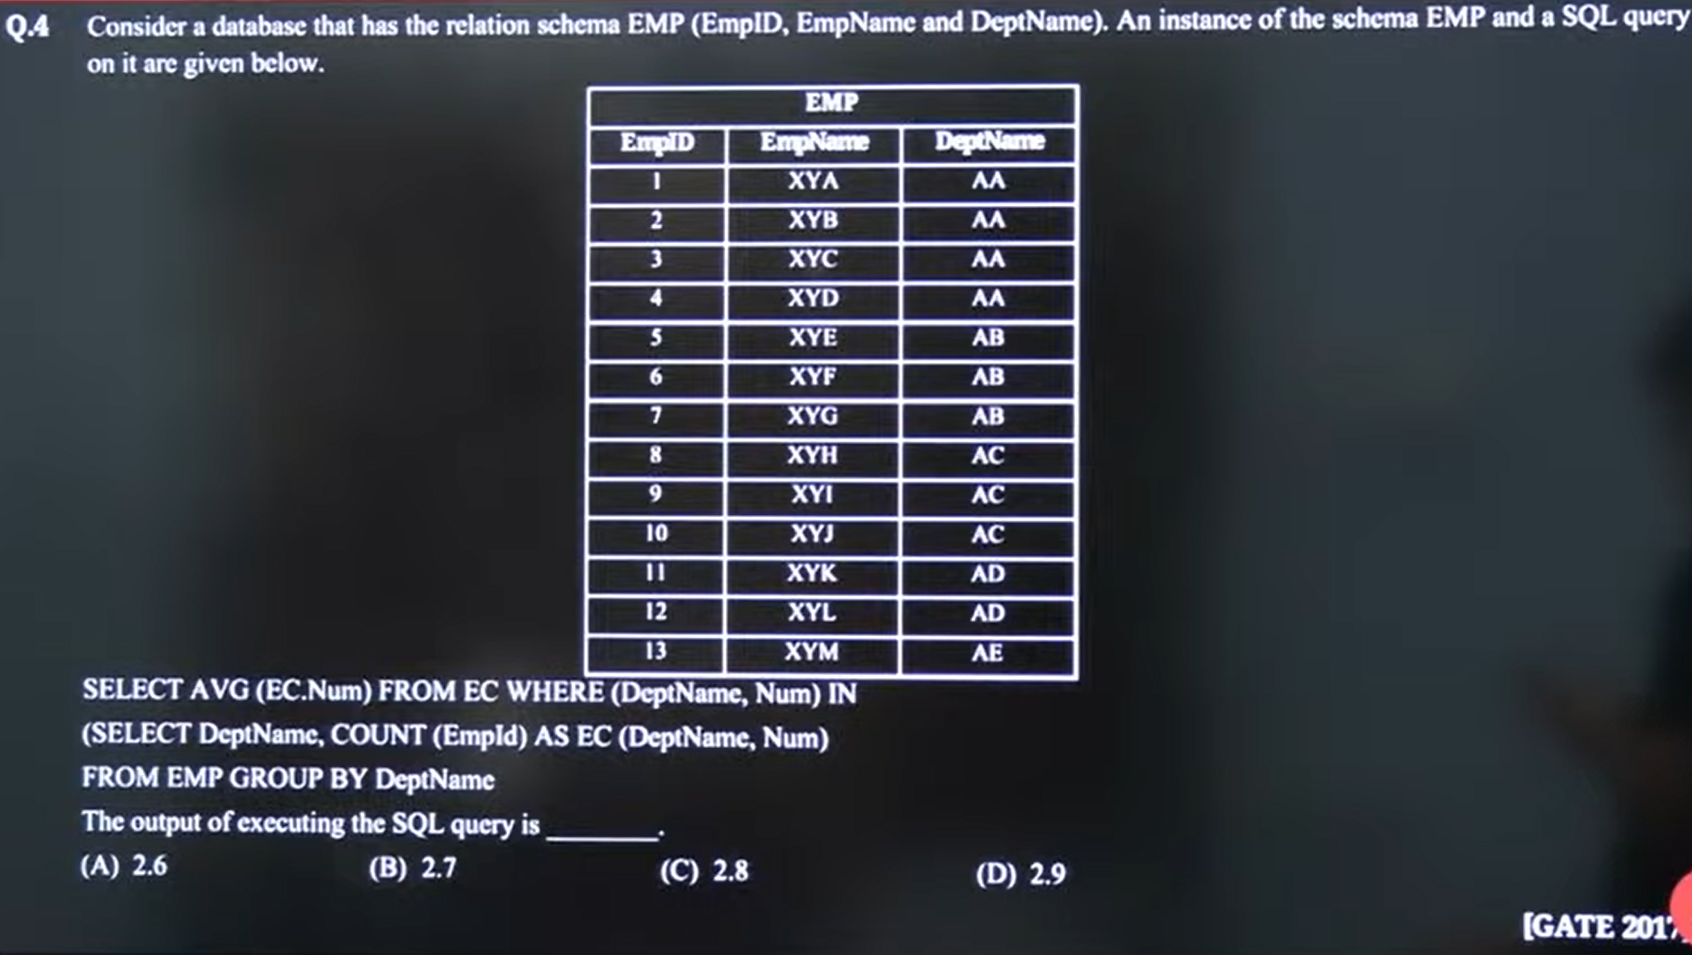 Q.4 Consider a database that has the relation schema EMP (EmpID, EmpName and DeptName). An instance of the schema EMP and a SQL query
on it are given below.
EMP
EmpID EmpName DeptName
1 XYA AA
2 XYB AA
3 XYC AA
4 XYD AA
5 XYE AB
6 XYF AB
7 XYG AB
8 XYH AC
9 XYI AC
10 XYJ AC
11 XYK AD
12 XYL AD
13 XYM AE
SELECT AVG (EC.Num) FROM EC WHERE (DeptName, Num) IN
(SELECT DeptName, COUNT (EmpId) AS EC (DeptName, Num)
FROM EMP GROUP BY DeptName
The output of executing the SQL query is ________.
(A) 2.6 (B) 2.7 (C) 2.8 (D) 2.9
[GATE 2017